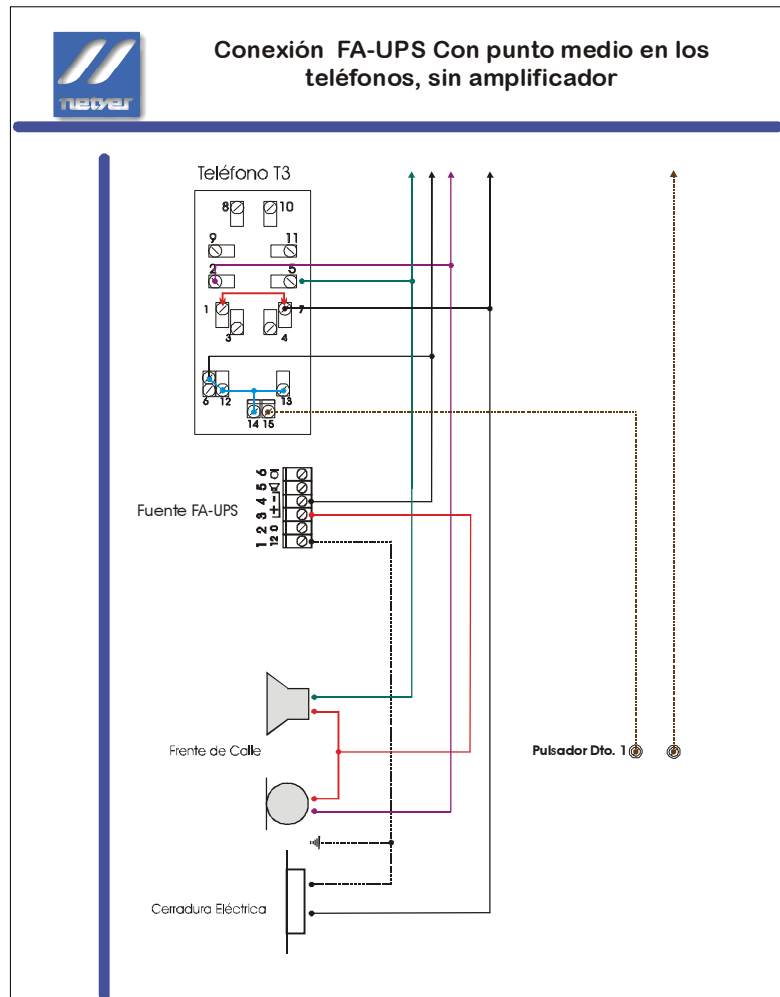 netyer
Conexión FA-UPS Con punto medio en los
teléfonos, sin amplificador
Teléfono T3
8 10
9 11
2 5
1 7
3 4
6 12 13
14 15
Fuente FA-UPS
1 2 3 4 5 6
12 0 + -
Frente de Calle
Pulsador Dto. 1
Cerradura Eléctrica